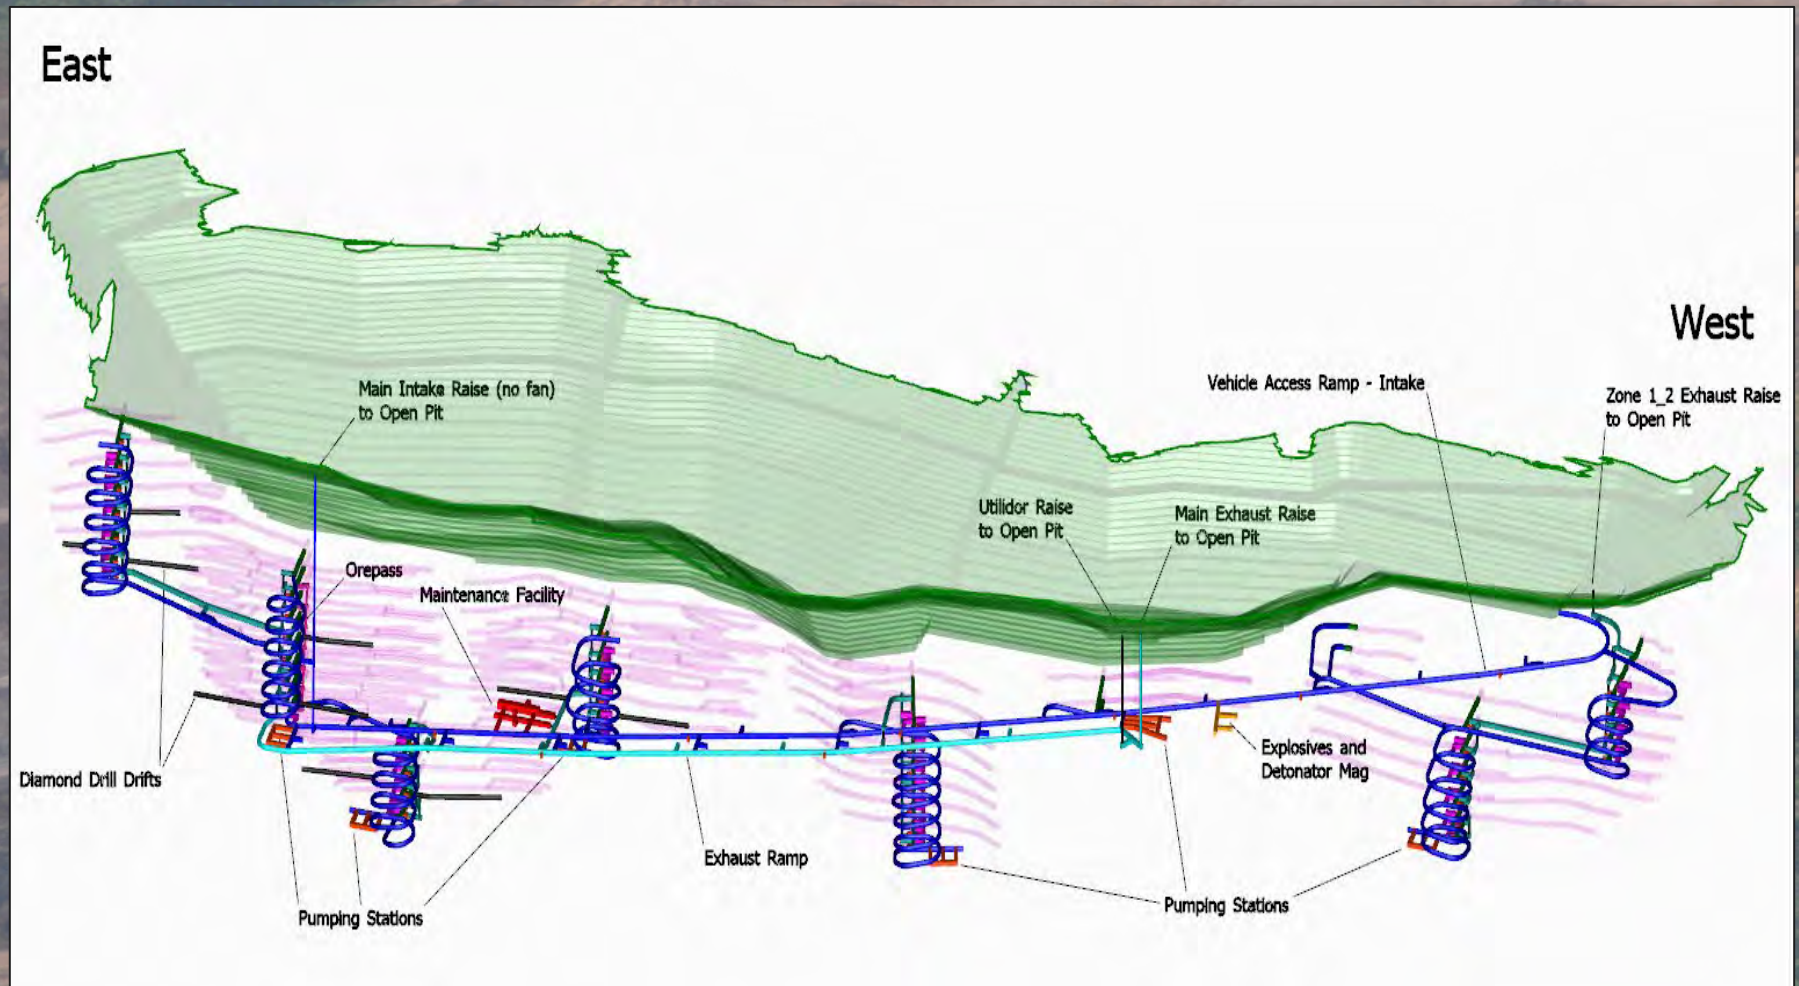 East
West
Vehicle Access Ramp - Intake
Main Intake Raise (no fan)
to Open Pit
Zone 1_2 Exhaust Raise
to Open Pit
Utilidor Raise
to Open Pit
Main Exhaust Raise
to Open Pit
Orepass
Maintenance Facility
Diamond Drill Drifts
Explosives and
Detonator Mag
Exhaust Ramp
Pumping Stations
Pumping Stations